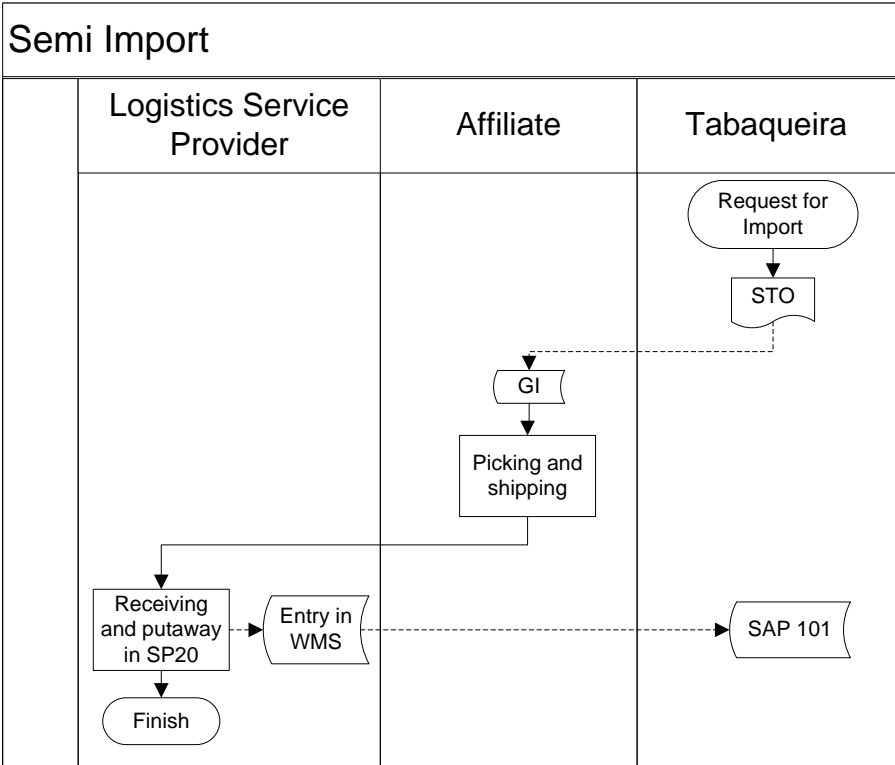 Semi Import
Logistics Service
Provider
Affiliate
Tabaqueira
Request for
Import
STO
GI
Picking and
shipping
Receiving
and putaway
in SP20
Entry in
WMS
SAP 101
Finish